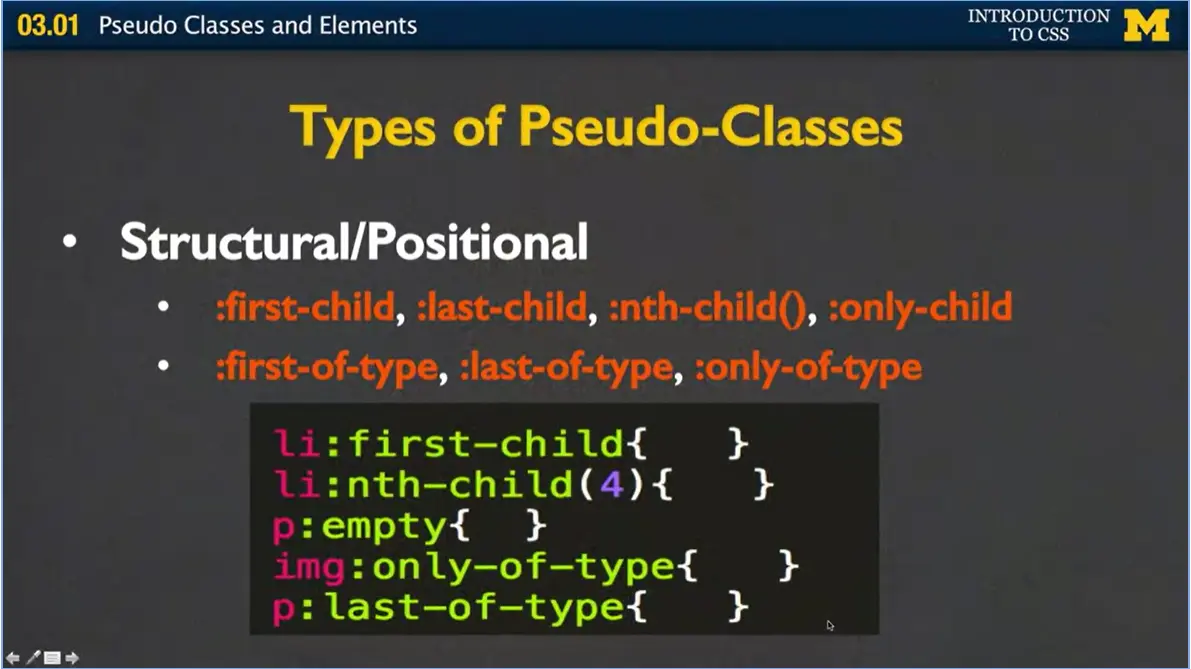 03.01 Pseudo Classes and Elements
INTRODUCTION
TO CSS
M
Types of Pseudo-Classes
• Structural/Positional
• :first-child, :last-child, :nth-child(), :only-child
• :first-of-type, :last-of-type, :only-of-type
li:first-child{   }
li:nth-child(4){   }
p:empty{  }
img:only-of-type{   }
p:last-of-type{   }